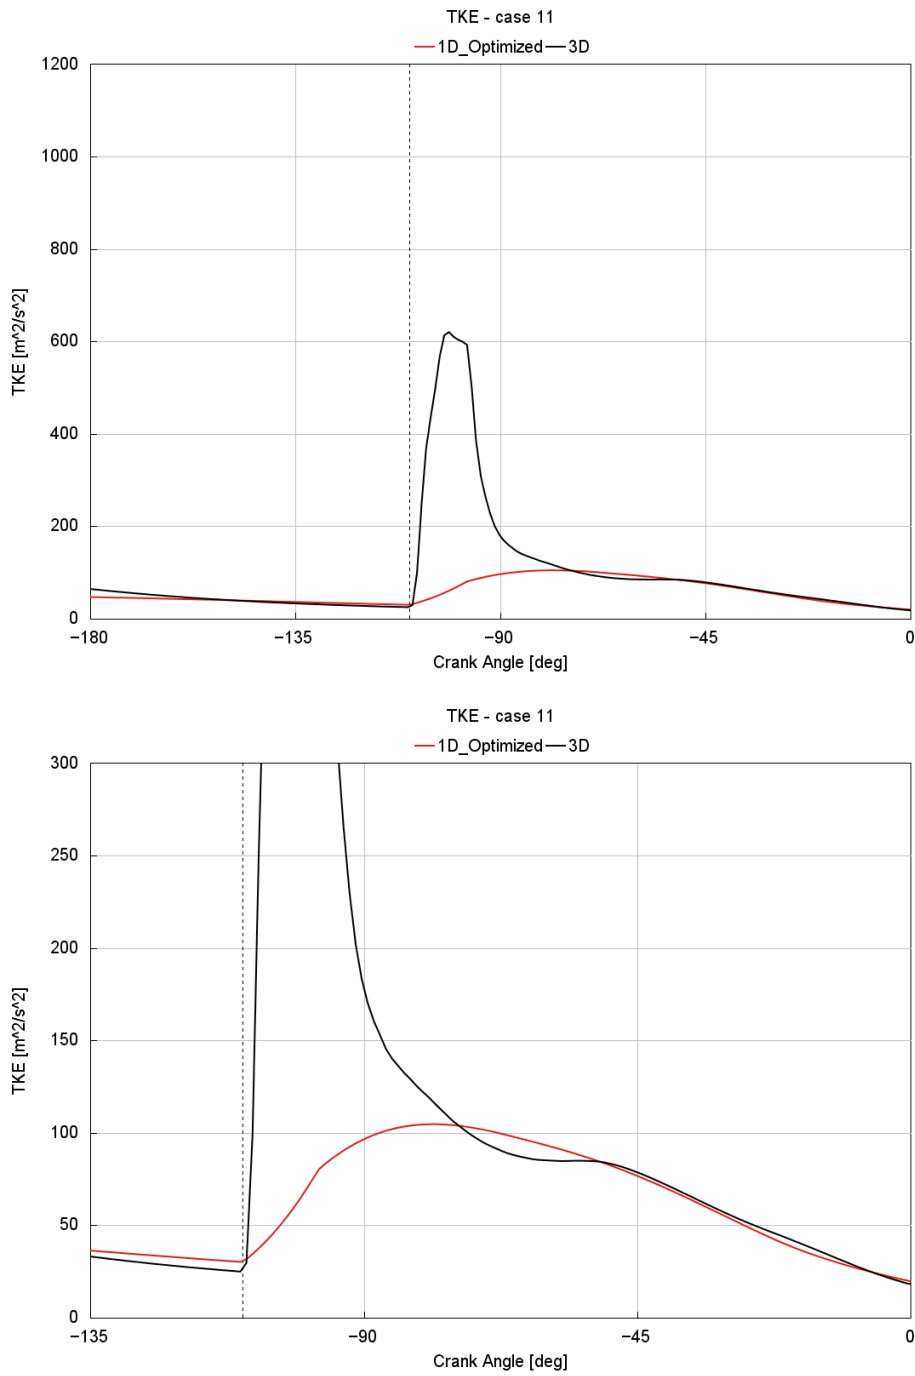 TKE - case 11
1D_Optimized 3D
1200
1000
800
600
400
200
0
TKE [m^2/s^2]
−180 −135 −90 −45 0
Crank Angle [deg]
TKE - case 11
1D_Optimized 3D
300
250
200
150
100
50
0
TKE [m^2/s^2]
−135 −90 −45 0
Crank Angle [deg]